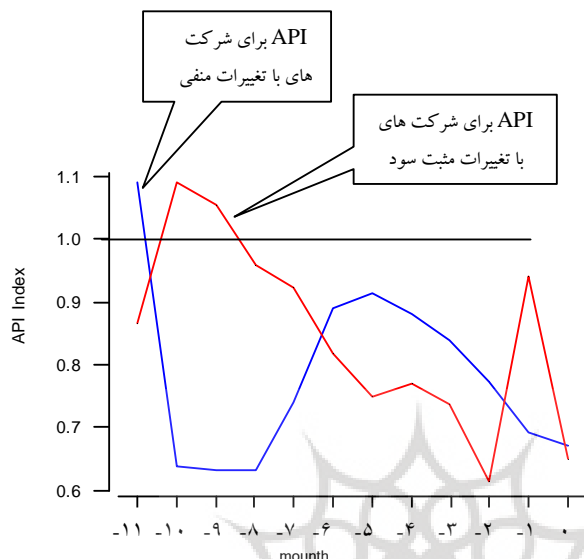 API برای شرکت
های با تغییرات منفی
API برای شرکت های
با تغییرات مثبت سود
1.1
1.0
0.9
0.8
0.7
0.6
API Index
-۱۱ -۱۰ -۹ -۸ -۷ -۶ -۵ -۴ -۳ -۲ -۱ ۰
mounth